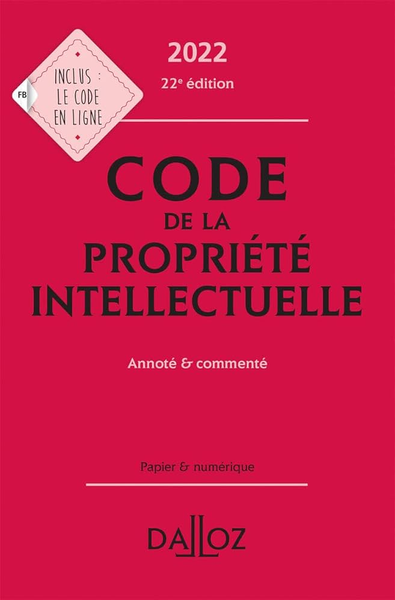 INCLUS :
LE CODE
EN LIGNE
FB
2022
22e édition
CODE
DE LA
PROPRIÉTÉ
INTELLECTUELLE
Annoté & commenté
Papier & numérique
DALLOZ